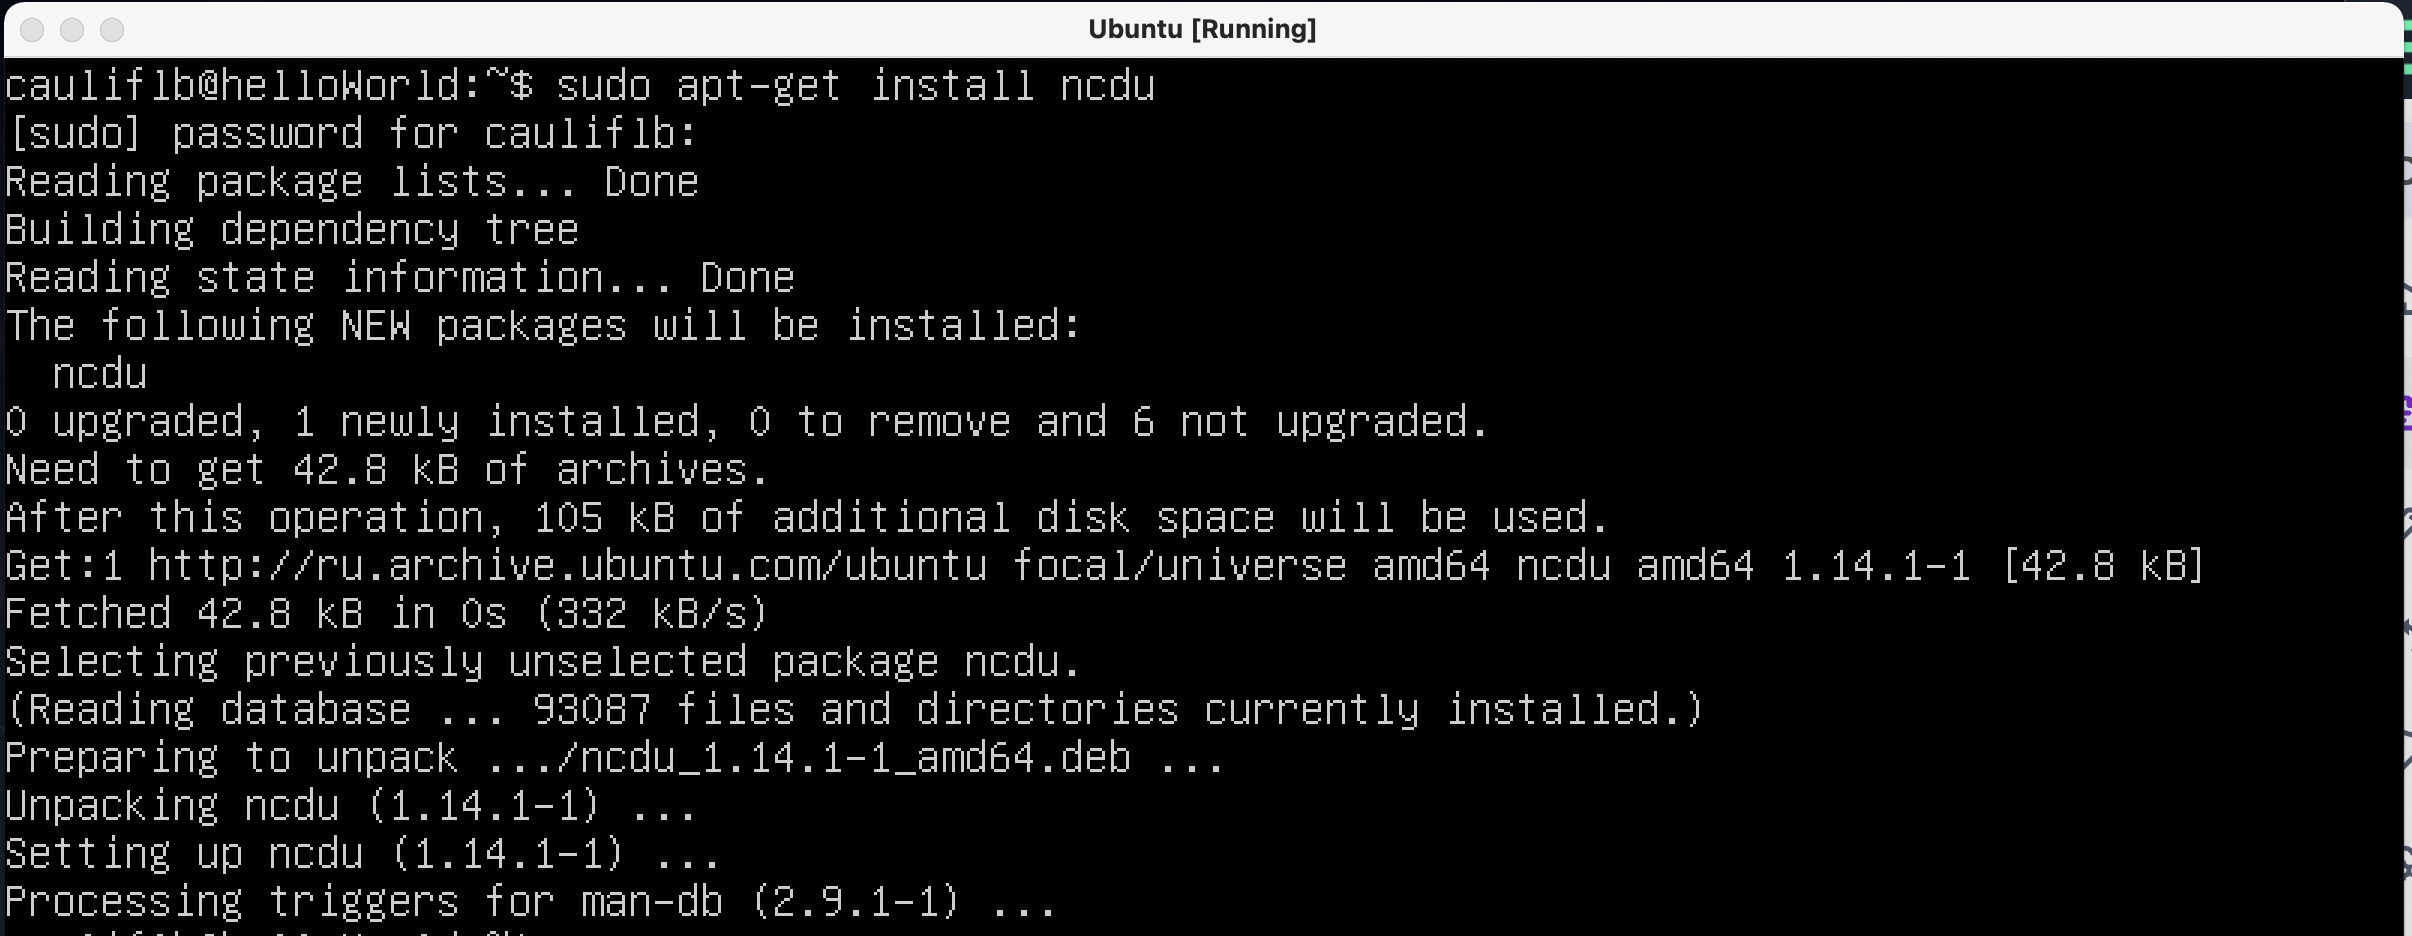 Ubuntu [Running]
cauliflb@helloWorld:~$ sudo apt-get install ncdu
[sudo] password for cauliflb:
Reading package lists... Done
Building dependency tree
Reading state information... Done
The following NEW packages will be installed:
  ncdu
0 upgraded, 1 newly installed, 0 to remove and 6 not upgraded.
Need to get 42.8 kB of archives.
After this operation, 105 kB of additional disk space will be used.
Get:1 http://ru.archive.ubuntu.com/ubuntu focal/universe amd64 ncdu amd64 1.14.1-1 [42.8 kB]
Fetched 42.8 kB in 0s (332 kB/s)
Selecting previously unselected package ncdu.
(Reading database ... 93087 files and directories currently installed.)
Preparing to unpack .../ncdu_1.14.1-1_amd64.deb ...
Unpacking ncdu (1.14.1-1) ...
Setting up ncdu (1.14.1-1) ...
Processing triggers for man-db (2.9.1-1) ...